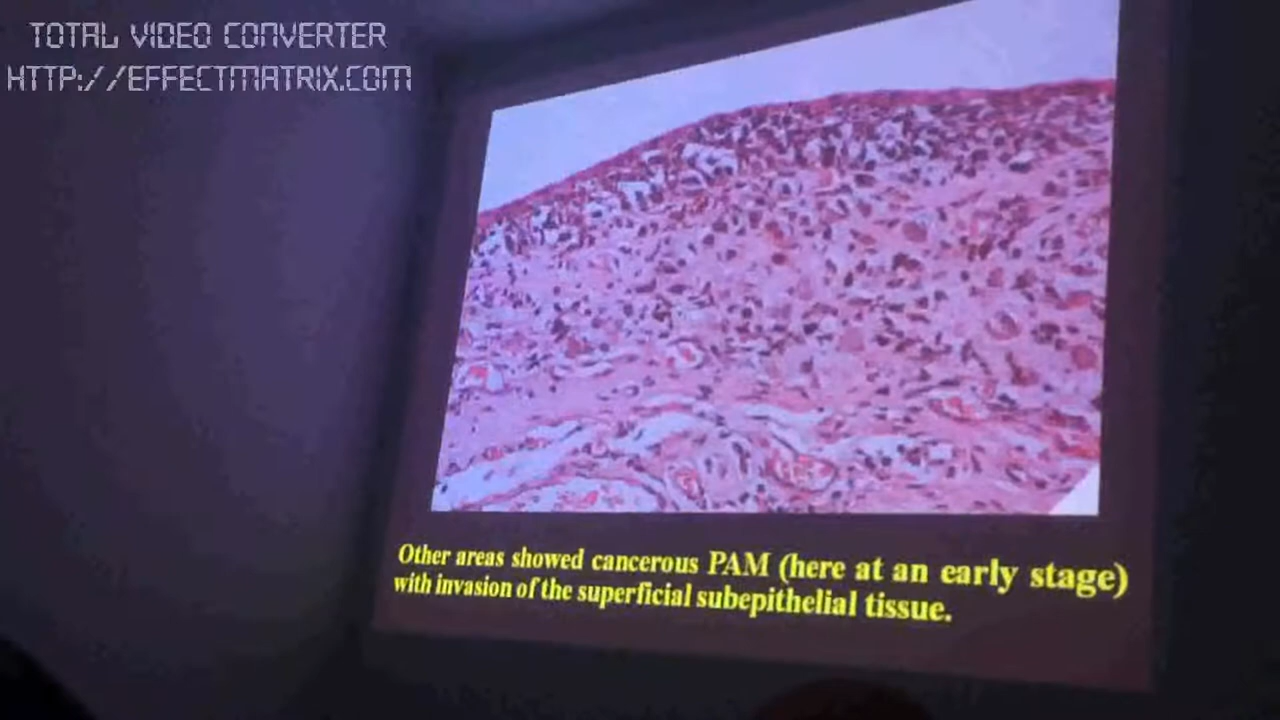 TOTAL VIDEO CONVERTER
HTTP://EFFECTMATRIX.COM
Other areas showed cancerous PAM (here at an early stage)
with invasion of the superficial subepithelial tissue.